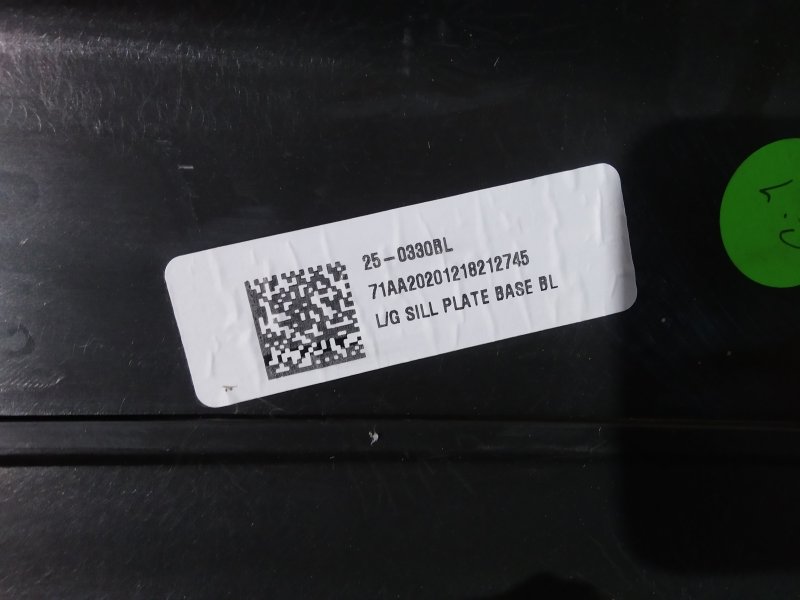 25-0330BL
71AA20201218212745
L/G SILL PLATE BASE BL